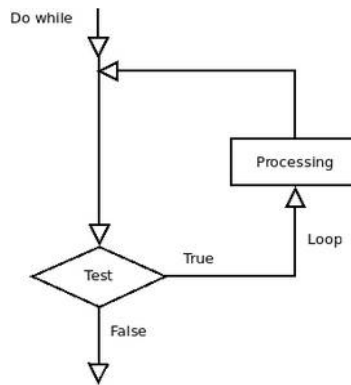 Do while
Processing
Loop
True
Test
False